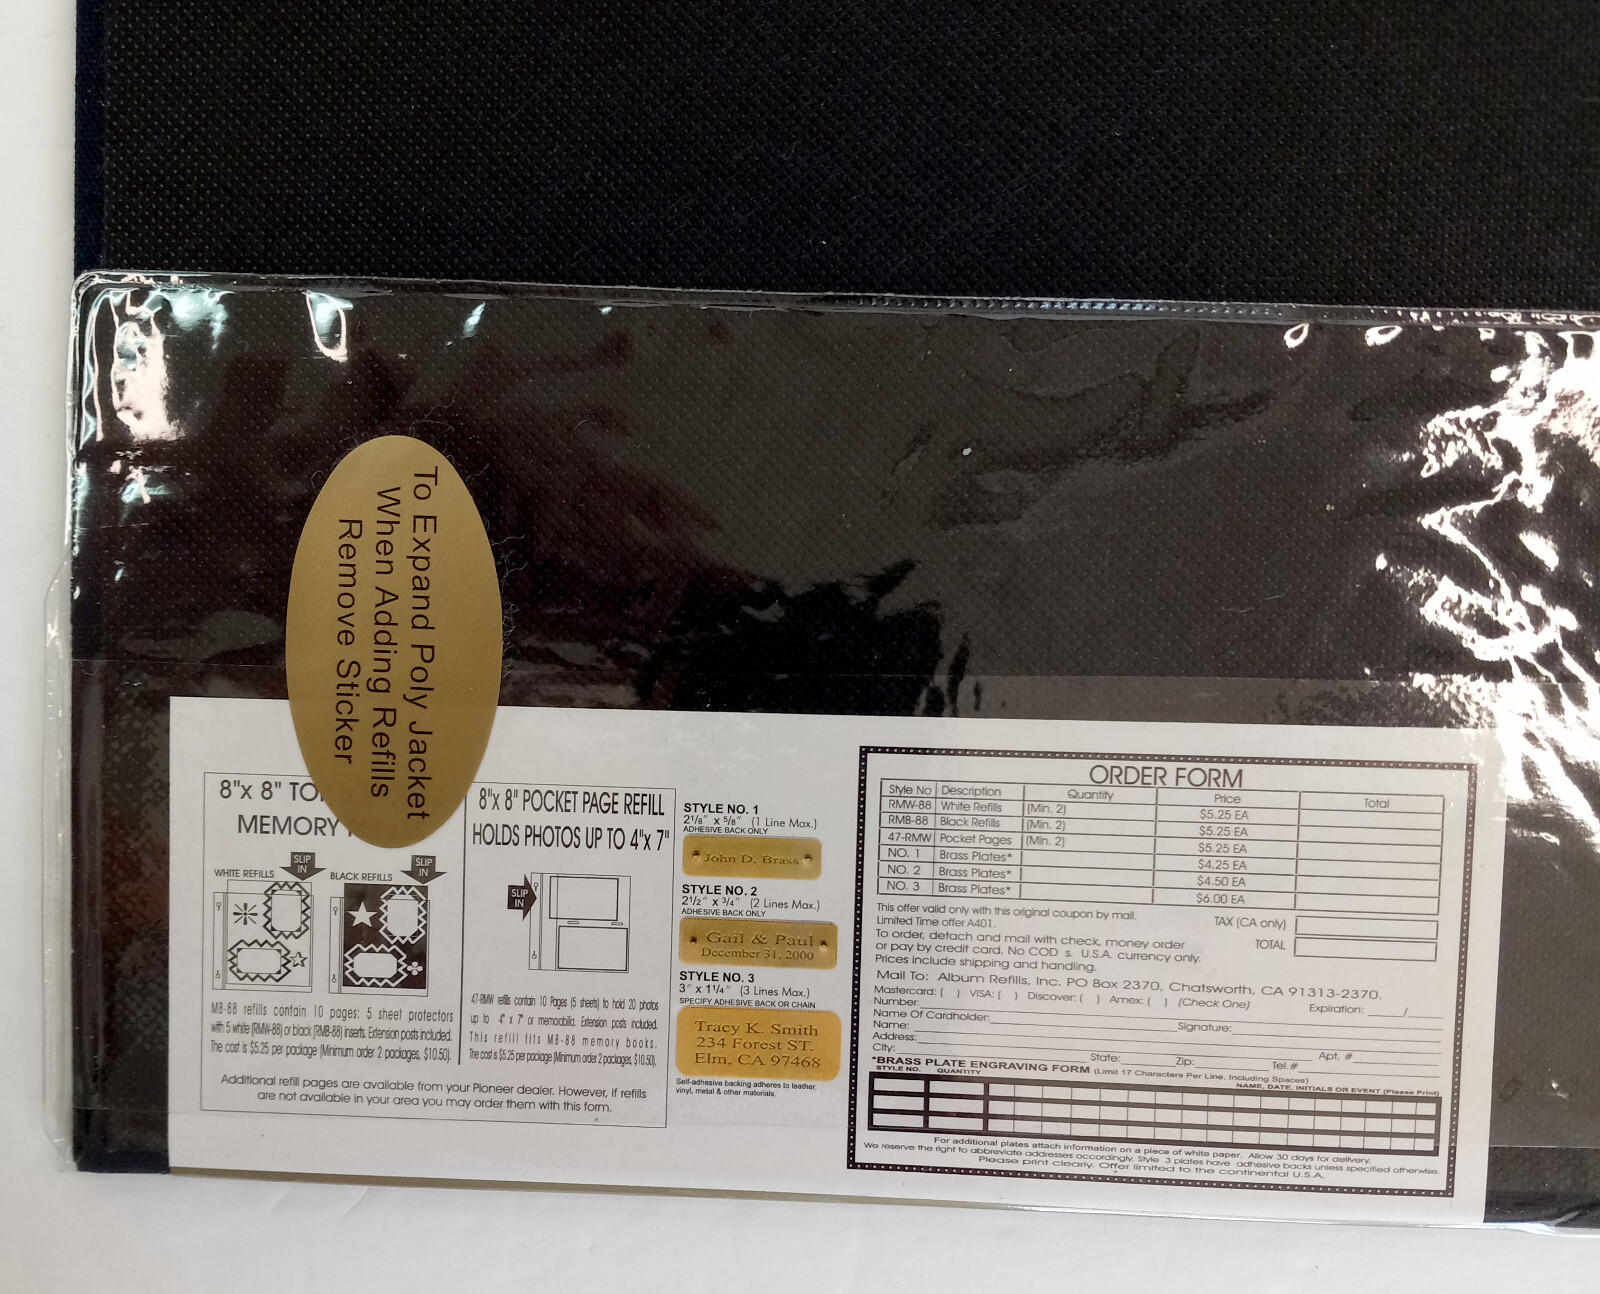 To Expand Poly Jacket
When Adding Refills
Remove Sticker
8"x 8" TO
MEMORY
SLIP IN
SLIP IN
WHITE REFILLS
BLACK REFILLS
MB-88 refills contain 10 pages: 5 sheet protectors
with 5 white (RMW-88) or black (RMB-88) inserts. Extension posts included.
The cost is $5.25 per package (Minimum order 2 packages, $10.50).
8"x 8" POCKET PAGE REFILL
HOLDS PHOTOS UP TO 4"x 7"
SLIP IN
47-RMW refills contain 10 Pages (5 sheets) to hold 20 photos
up to 4" x 7" or memorabilia. Extension posts included.
This refill fits MB-88 memory books.
The cost is $5.25 per package (Minimum order 2 packages, $10.50).
Additional refill pages are available from your Pioneer dealer. However, if refills
are not available in your area you may order them with this form.
STYLE NO. 1
2 1/8" x 5/8" (1 Line Max.)
ADHESIVE BACK ONLY
John D. Brass
STYLE NO. 2
2 1/2" x 3/4" (2 Lines Max.)
ADHESIVE BACK ONLY
Gail & Paul
December 31, 2000
STYLE NO. 3
3" x 1 1/4" (3 Lines Max.)
SPECIFY ADHESIVE BACK OR CHAIN
Tracy K. Smith
234 Forest ST.
Elm, CA 97468
Self-adhesive backing adheres to leather,
vinyl, metal & other materials.
ORDER FORM
Style No Description Quantity Price Total
RMW-88 White Refills (Min. 2) $5.25 EA
RMB-88 Black Refills (Min. 2) $5.25 EA
47-RMW Pocket Pages (Min. 2) $5.25 EA
NO. 1 Brass Plates* $4.25 EA
NO. 2 Brass Plates* $4.50 EA
NO. 3 Brass Plates* $6.00 EA
This offer valid only with this original coupon by mail.
Limited Time offer A401.
TAX (CA only)
To order, detach and mail with check, money order
or pay by credit card. No COD s. U.S.A. currency only.
TOTAL
Prices include shipping and handling.
Mail To: Album Refills, Inc. PO Box 2370, Chatsworth, CA 91313-2370.
Mastercard: ( ) VISA: ( ) Discover: ( ) Amex: ( ) (Check One)
Number: Expiration: /
Name Of Cardholder: Signature:
Name:
Address: Apt. #
City: State: Zip: Tel.#
*BRASS PLATE ENGRAVING FORM (Limit 17 Characters Per Line, Including Spaces)
STYLE NO. QUANTITY NAME, DATE, INITIALS OR EVENT (Please Print)
For additional plates attach information on a piece of white paper. Allow 30 days for delivery.
We reserve the right to abbreviate addresses accordingly. Style 3 plates have adhesive backs unless specified otherwise.
Please print clearly. Offer limited to the continental U.S.A.